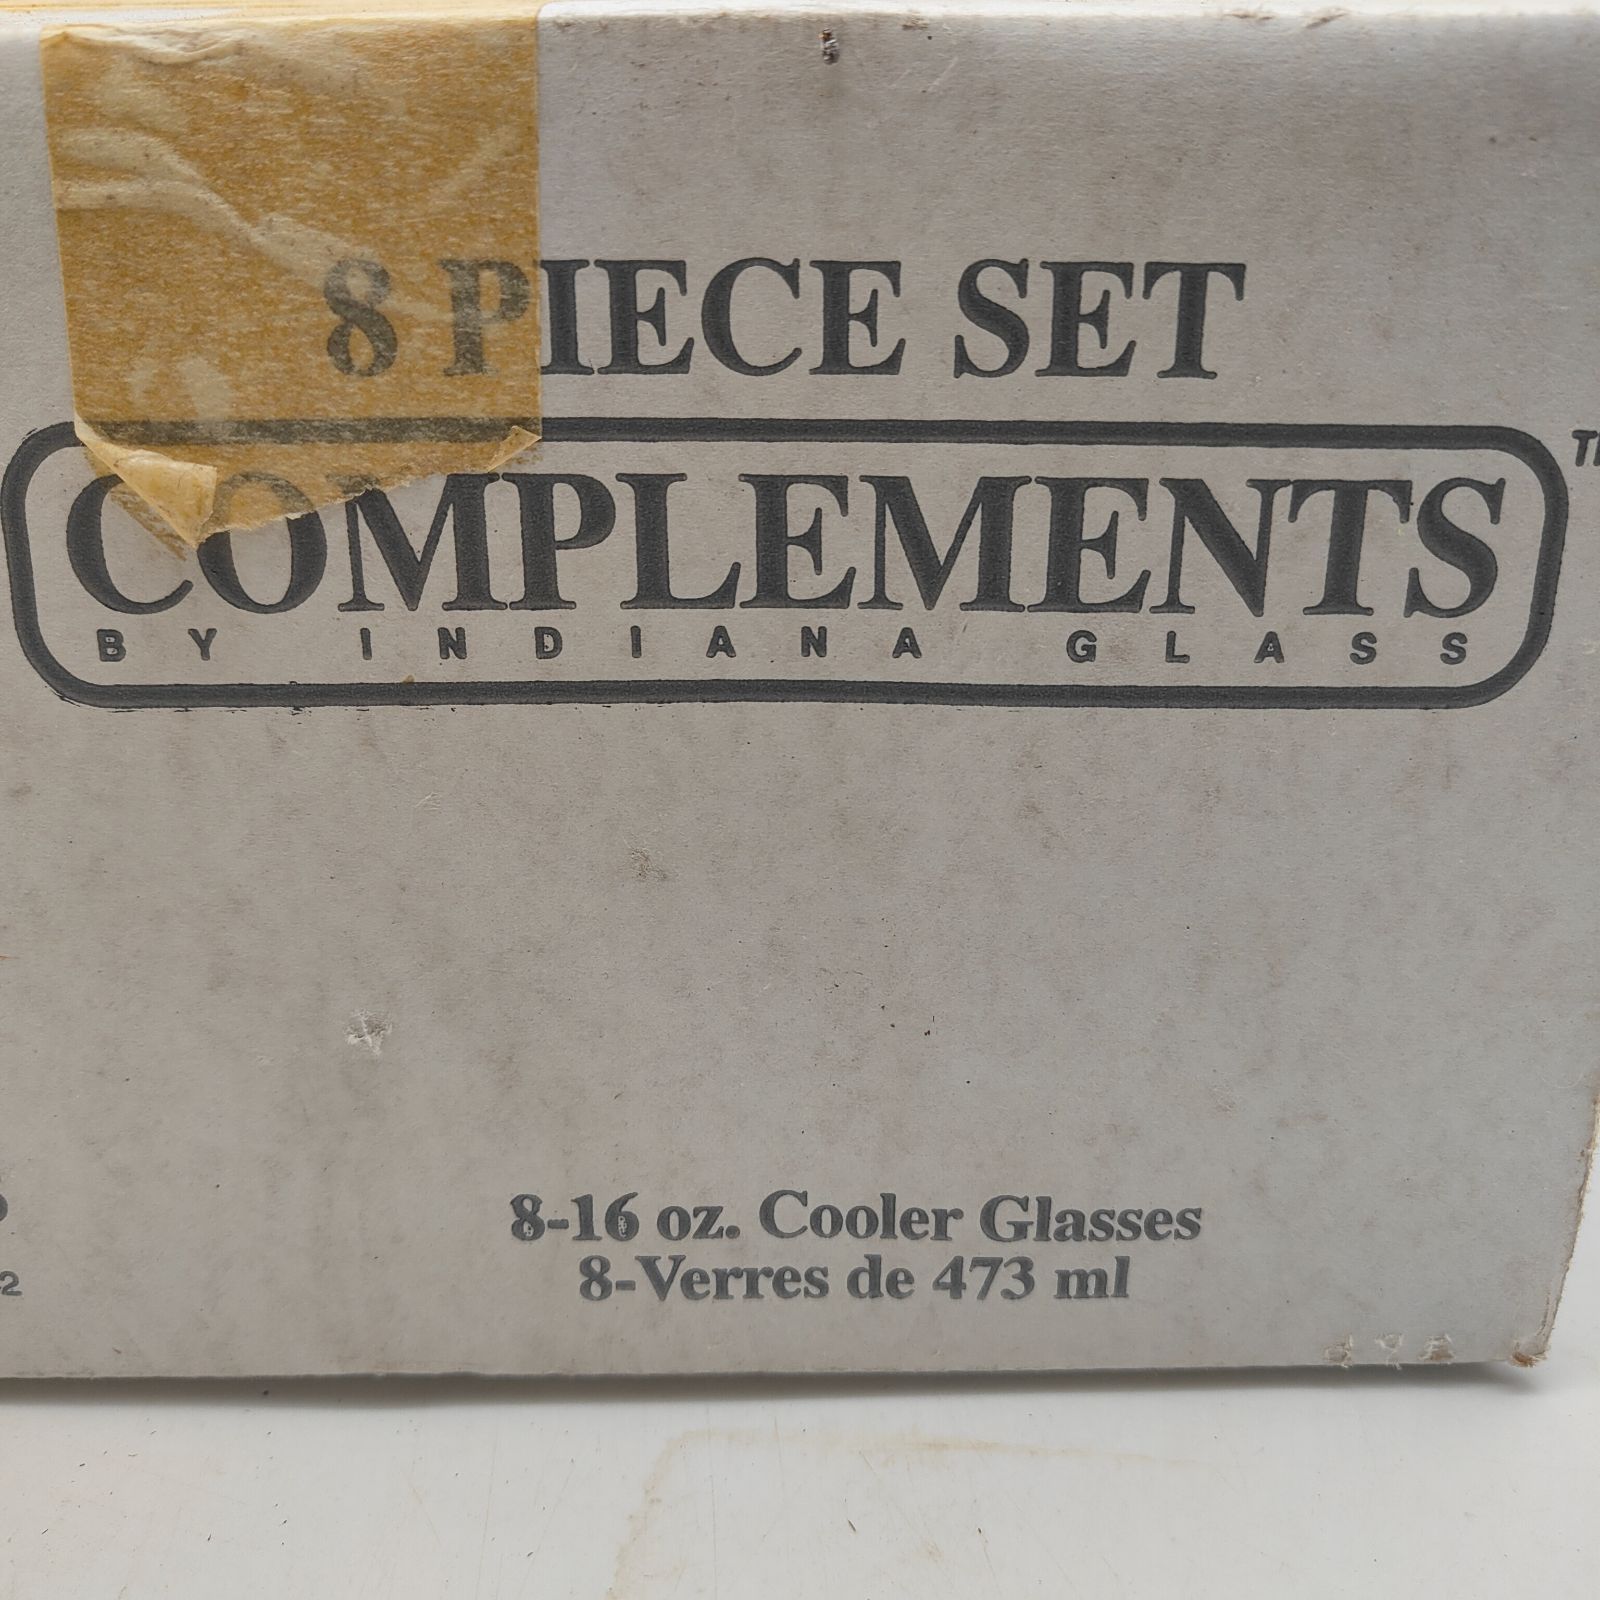 8 PIECE SET
COMPLEMENTS
BY INDIANA GLASS
8-16 oz. Cooler Glasses
8-Verres de 473 ml